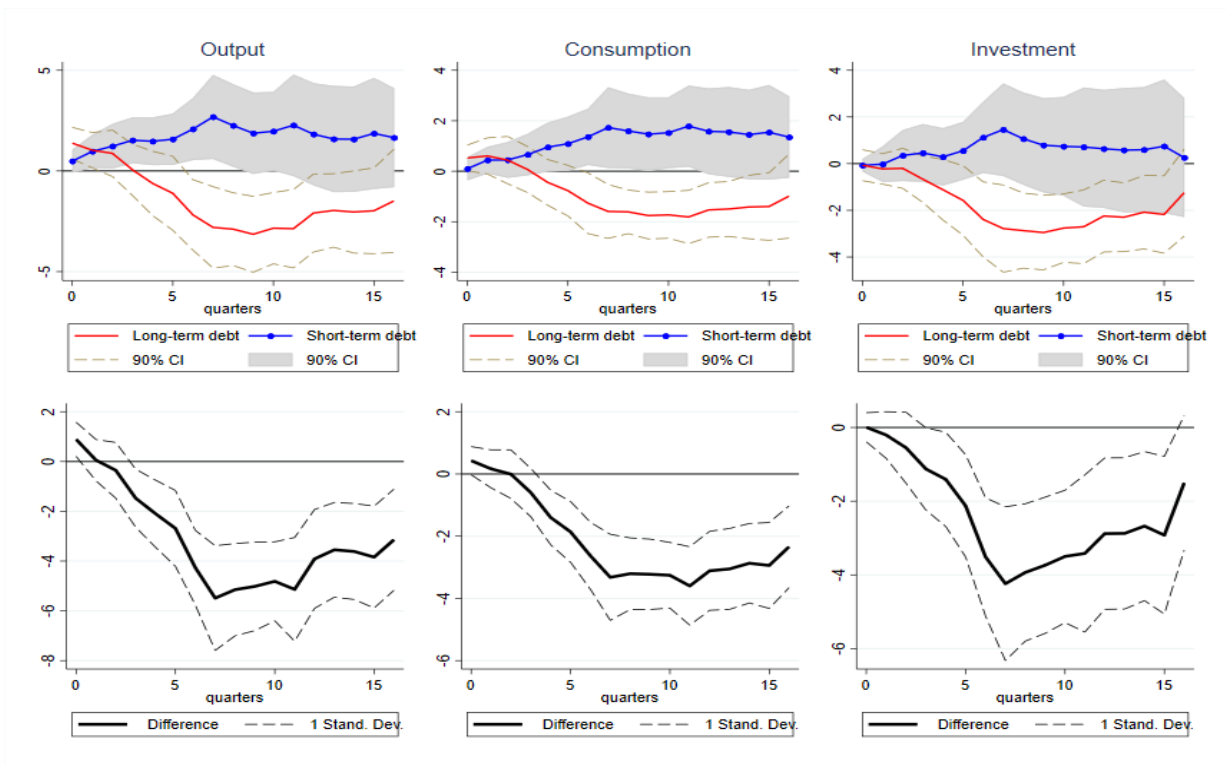 Output
Consumption
Investment
5
0
-5
0 5 10 15
quarters
4
2
0
-2
-4
0 5 10 15
quarters
4
2
0
-2
-4
0 5 10 15
quarters
Long-term debt Short-term debt
90% CI 90% CI
Long-term debt Short-term debt
90% CI 90% CI
Long-term debt Short-term debt
90% CI 90% CI
2
0
-2
-4
-6
-8
0 5 10 15
quarters
2
0
-2
-4
-6
0 5 10 15
quarters
0
-2
-4
-6
0 5 10 15
quarters
Difference 1 Stand. Dev.
Difference 1 Stand. Dev.
Difference 1 Stand. Dev.